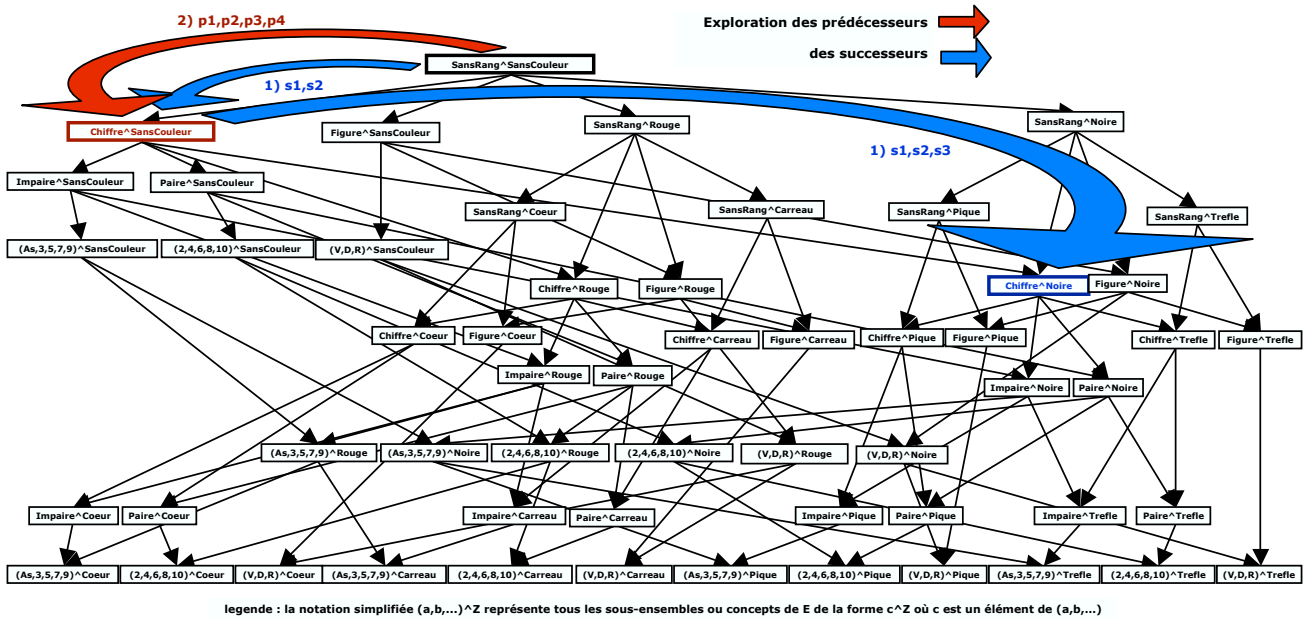 2) p1,p2,p3,p4
Exploration des prédécesseurs
des successeurs
SansRang^SansCouleur
1) s1,s2
Chiffre^SansCouleur
Figure^SansCouleur
SansRang^Rouge
SansRang^Noire
1) s1,s2,s3
Impaire^SansCouleur
Paire^SansCouleur
SansRang^Coeur
SansRang^Carreau
SansRang^Pique
SansRang^Trefle
(As,3,5,7,9)^SansCouleur
(2,4,6,8,10)^SansCouleur
(V,D,R)^SansCouleur
Chiffre^Rouge
Figure^Rouge
Chiffre^Noire
Figure^Noire
Chiffre^Coeur
Figure^Coeur
Chiffre^Carreau
Figure^Carreau
Chiffre^Pique
Figure^Pique
Chiffre^Trefle
Figure^Trefle
Impaire^Rouge
Paire^Rouge
Impaire^Noire
Paire^Noire
(As,3,5,7,9)^Rouge
(As,3,5,7,9)^Noire
(2,4,6,8,10)^Rouge
(2,4,6,8,10)^Noire
(V,D,R)^Rouge
(V,D,R)^Noire
Impaire^Coeur
Paire^Coeur
Impaire^Carreau
Paire^Carreau
Impaire^Pique
Paire^Pique
Impaire^Trefle
Paire^Trefle
(As,3,5,7,9)^Coeur
(2,4,6,8,10)^Coeur
(V,D,R)^Coeur
(As,3,5,7,9)^Carreau
(2,4,6,8,10)^Carreau
(V,D,R)^Carreau
(As,3,5,7,9)^Pique
(2,4,6,8,10)^Pique
(V,D,R)^Pique
(As,3,5,7,9)^Trefle
(2,4,6,8,10)^Trefle
(V,D,R)^Trefle
legende : la notation simplifiée (a,b,...)^Z représente tous les sous-ensembles ou concepts de E de la forme c^Z où c est un élément de (a,b,...)